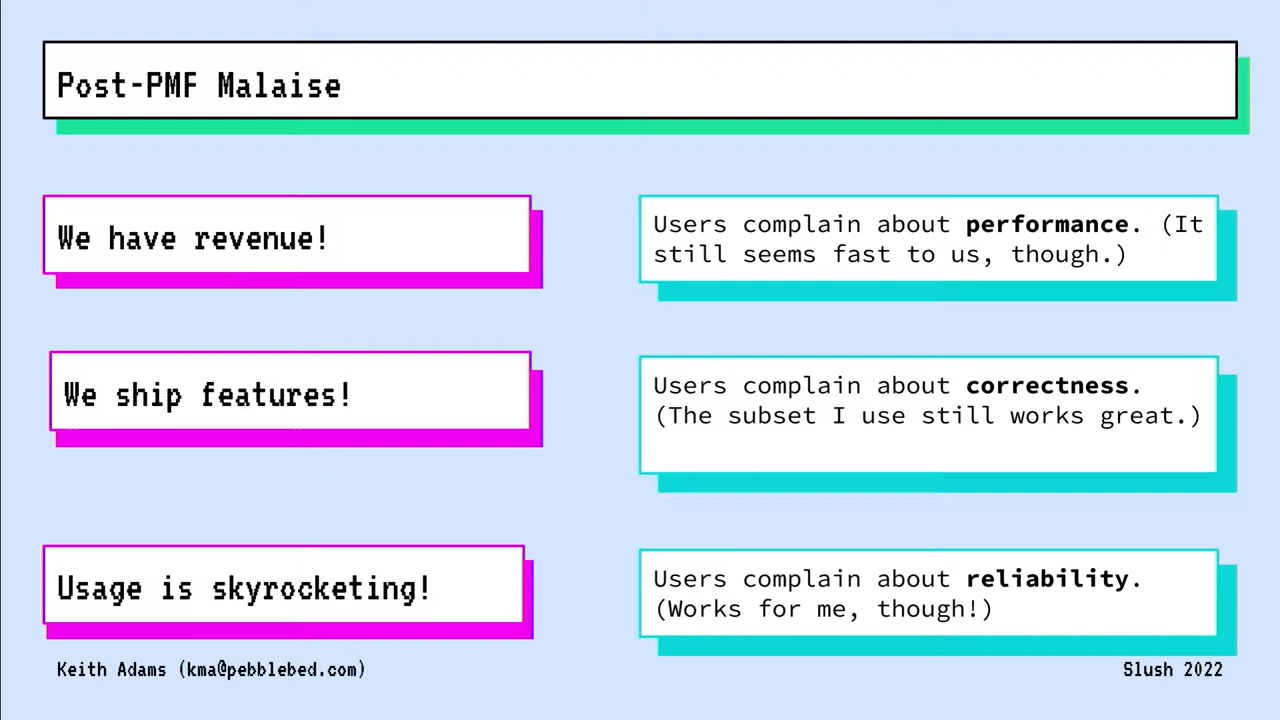 Post-PMF Malaise
We have revenue!
Users complain about performance. (It
still seems fast to us, though.)
We ship features!
Users complain about correctness.
(The subset I use still works great.)
Usage is skyrocketing!
Users complain about reliability.
(Works for me, though!)
Keith Adams (kma@pebblebed.com)
Slush 2022